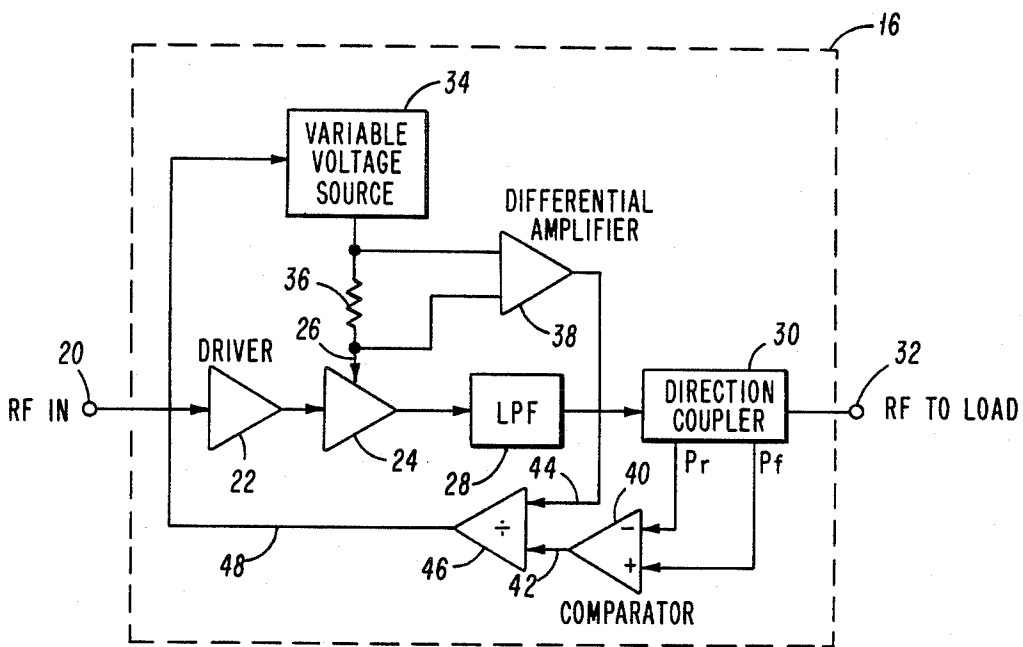 16
34
VARIABLE
VOLTAGE
SOURCE
DIFFERENTIAL
AMPLIFIER
36
26
38
20
DRIVER
30
32
RF IN
LPF
DIRECTION
COUPLER
RF TO LOAD
22
24
28
44
40
Pr
Pf
÷
−
+
48
46
42
COMPARATOR